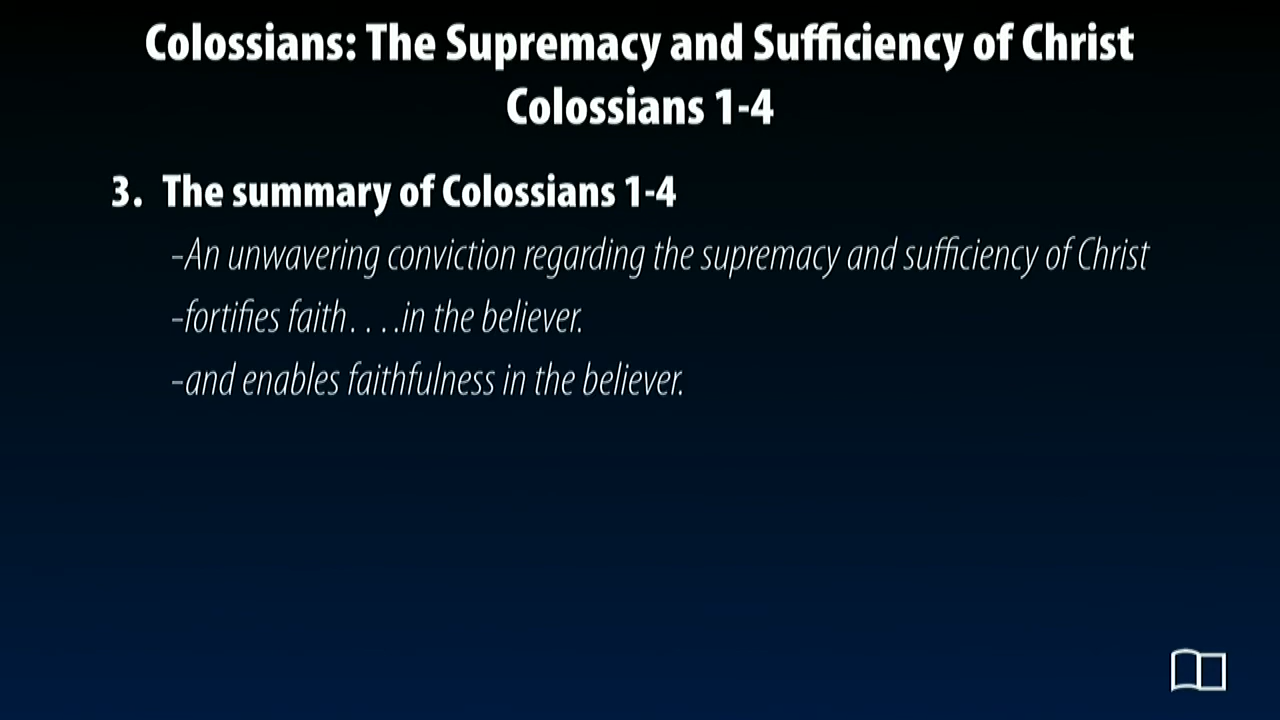 Colossians: The Supremacy and Sufficiency of Christ
Colossians 1-4
3. The summary of Colossians 1-4
–An unwavering conviction regarding the supremacy and sufficiency of Christ
–fortifies faith. . . .in the believer.
–and enables faithfulness in the believer.